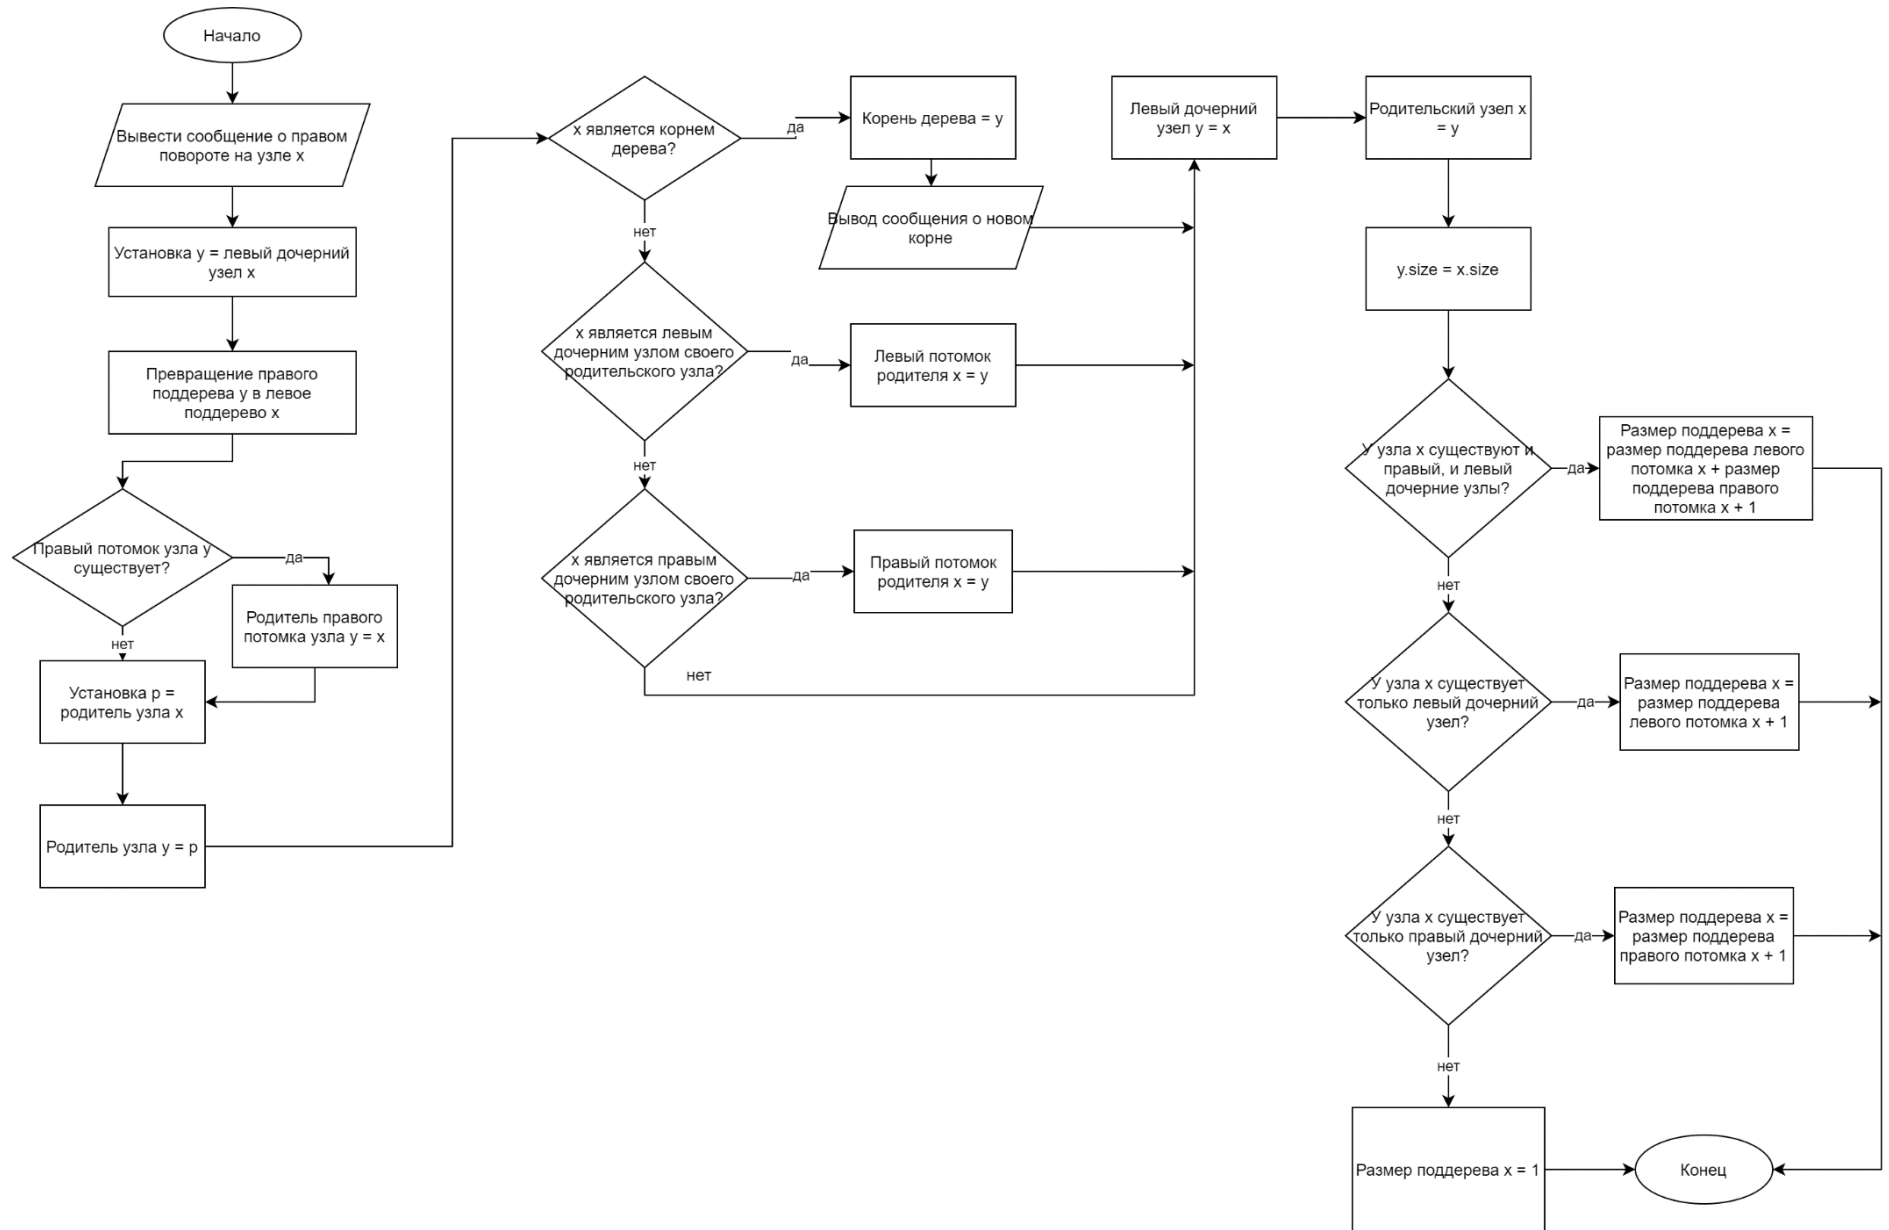 Начало
Вывести сообщение о правом
повороте на узле x
Установка y = левый дочерний
узел x
Превращение правого
поддерева y в левое
поддерево x
Правый потомок узла y
существует?
да
Родитель правого
потомка узла y = x
нет
Установка p =
родитель узла x
Родитель узла y = p
x является корнем
дерева?
да
Корень дерева = y
Вывод сообщения о новом
корне
нет
x является левым
дочерним узлом своего
родительского узла?
да
Левый потомок
родителя x = y
нет
x является правым
дочерним узлом своего
родительского узла?
да
Правый потомок
родителя x = y
нет
Левый дочерний
узел y = x
Родительский узел x
= y
y.size = x.size
У узла x существуют и
правый, и левый
дочерние узлы?
да
Размер поддерева x =
размер поддерева левого
потомка x + размер
поддерева правого
потомка x + 1
нет
У узла x существует
только левый дочерний
узел?
да
Размер поддерева x =
размер поддерева
левого потомка x + 1
нет
У узла x существует
только правый дочерний
узел?
да
Размер поддерева x =
размер поддерева
правого потомка x + 1
нет
Размер поддерева x = 1
Конец